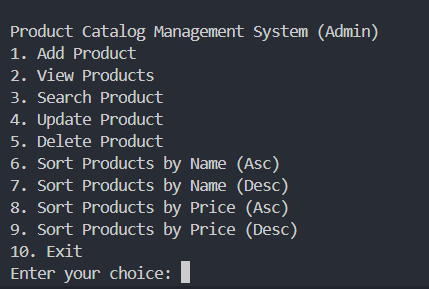 Product Catalog Management System (Admin)
1. Add Product
2. View Products
3. Search Product
4. Update Product
5. Delete Product
6. Sort Products by Name (Asc)
7. Sort Products by Name (Desc)
8. Sort Products by Price (Asc)
9. Sort Products by Price (Desc)
10. Exit
Enter your choice: